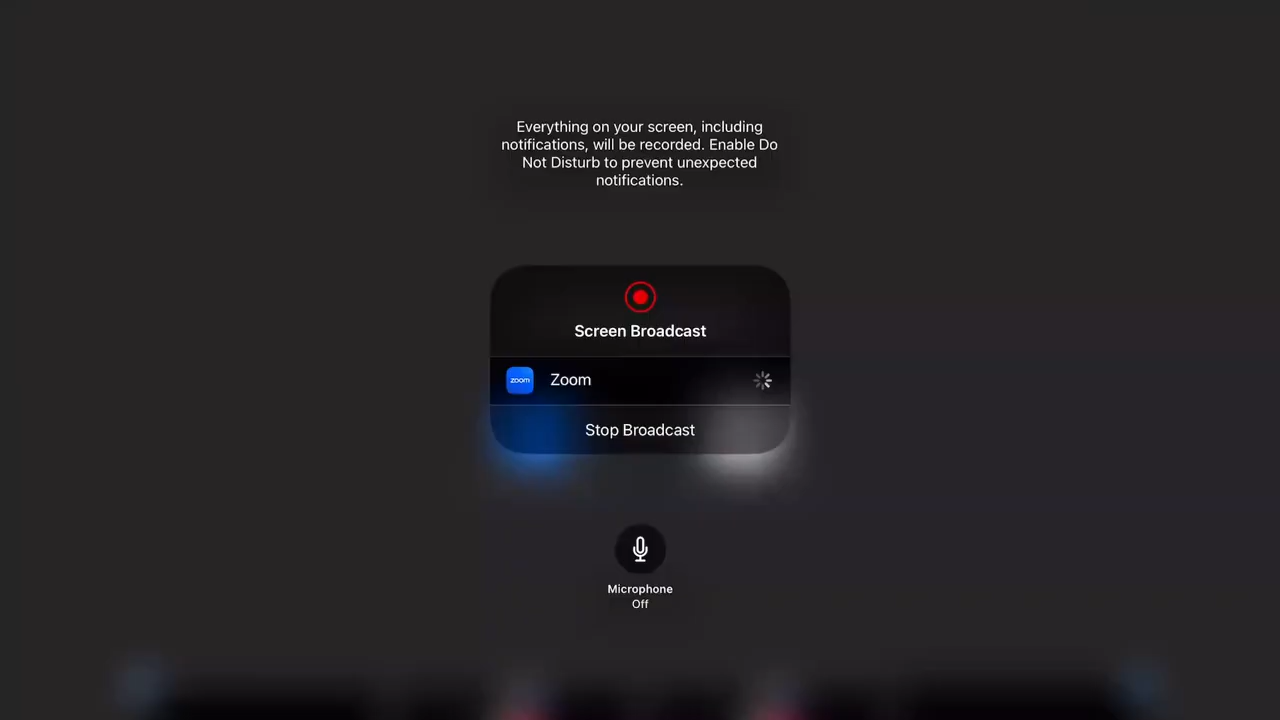 Everything on your screen, including
notifications, will be recorded. Enable Do
Not Disturb to prevent unexpected
notifications.
Screen Broadcast
zoom
Zoom
Stop Broadcast
Microphone
Off